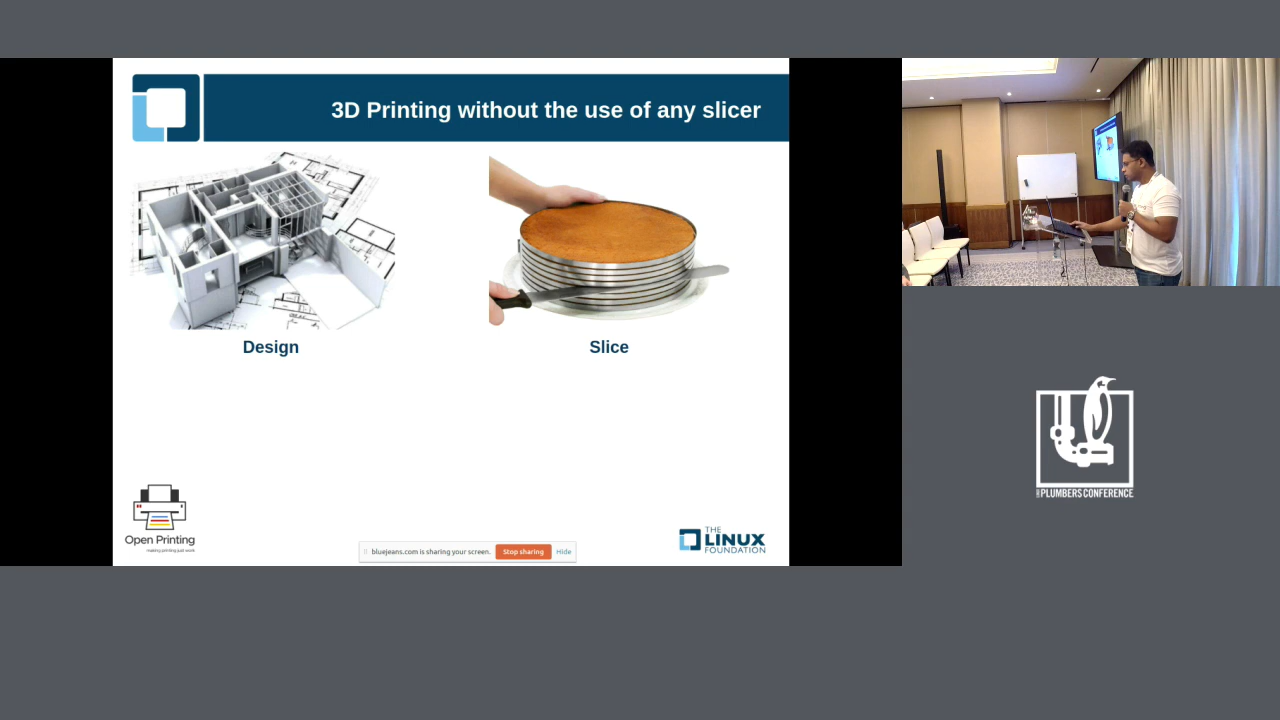 3D Printing without the use of any slicer
Design
Slice
Open Printing
making printing just work
bluejeans.com is sharing your screen.
Stop sharing
Hide
THE
LINUX
FOUNDATION
PLUMBERS CONFERENCE